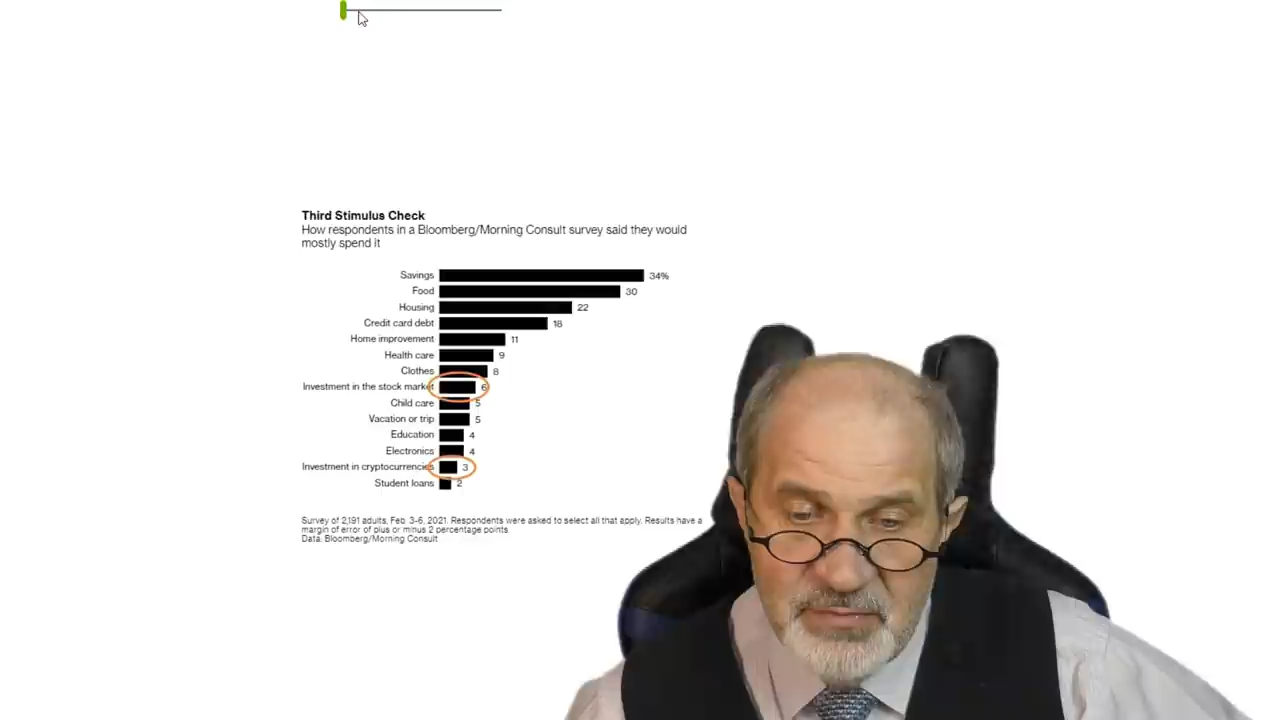 Third Stimulus Check
How respondents in a Bloomberg/Morning Consult survey said they would
mostly spend it
Savings 34%
Food 30
Housing 22
Credit card debt 18
Home improvement 11
Health care 9
Clothes 8
Investment in the stock market 6
Child care 5
Vacation or trip 5
Education 4
Electronics 4
Investment in cryptocurrencies 3
Student loans 2
Survey of 2,191 adults, Feb. 3-6, 2021. Respondents were asked to select all that apply. Results have a
margin of error of plus or minus 2 percentage points
Data: Bloomberg/Morning Consult